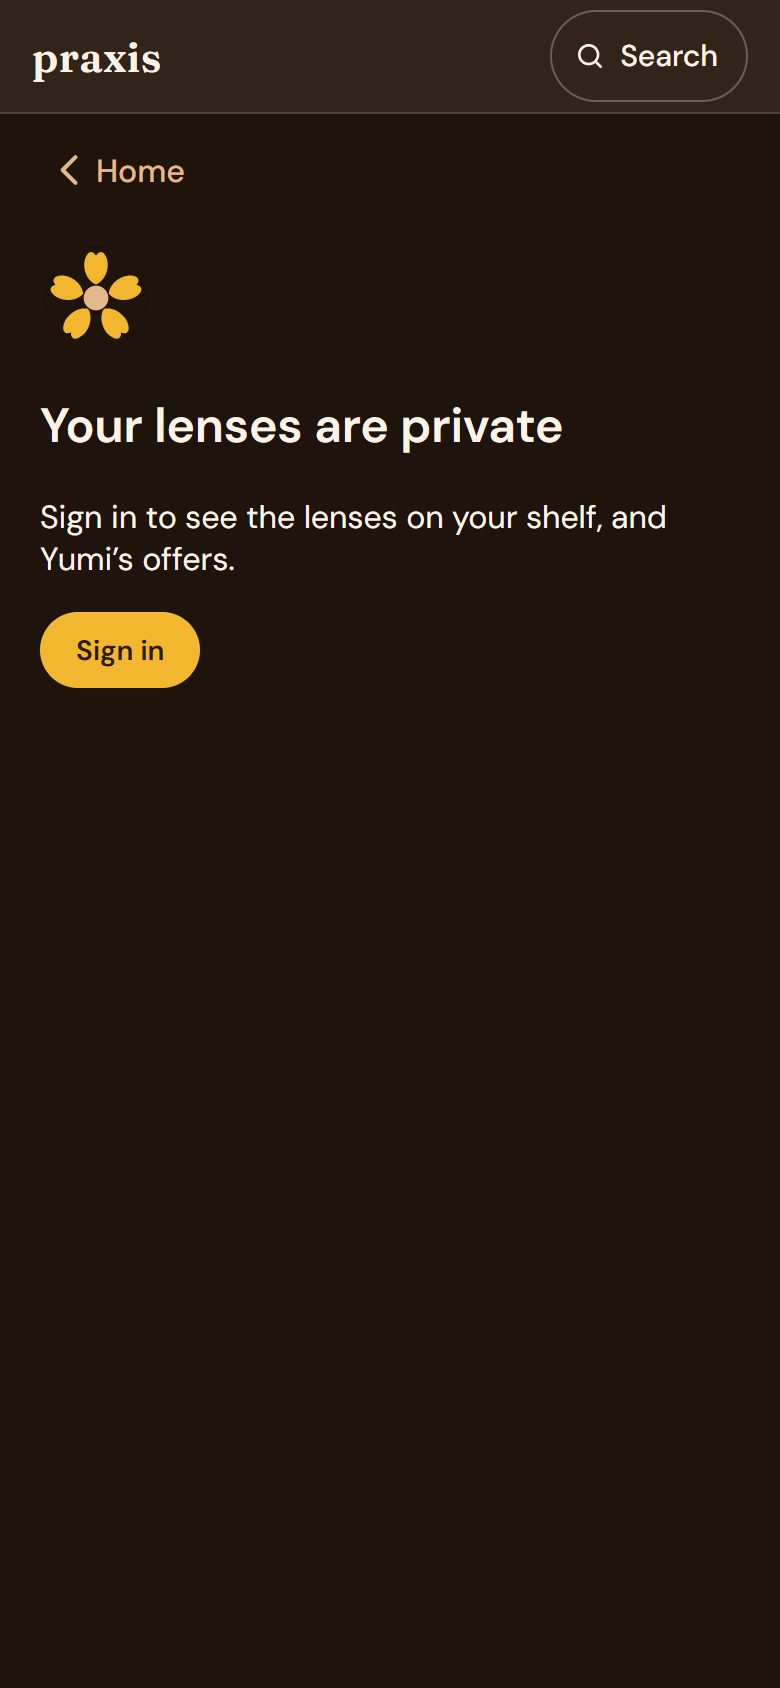 praxis
Search
Home
Your lenses are private
Sign in to see the lenses on your shelf, and
Yumi’s offers.
Sign in